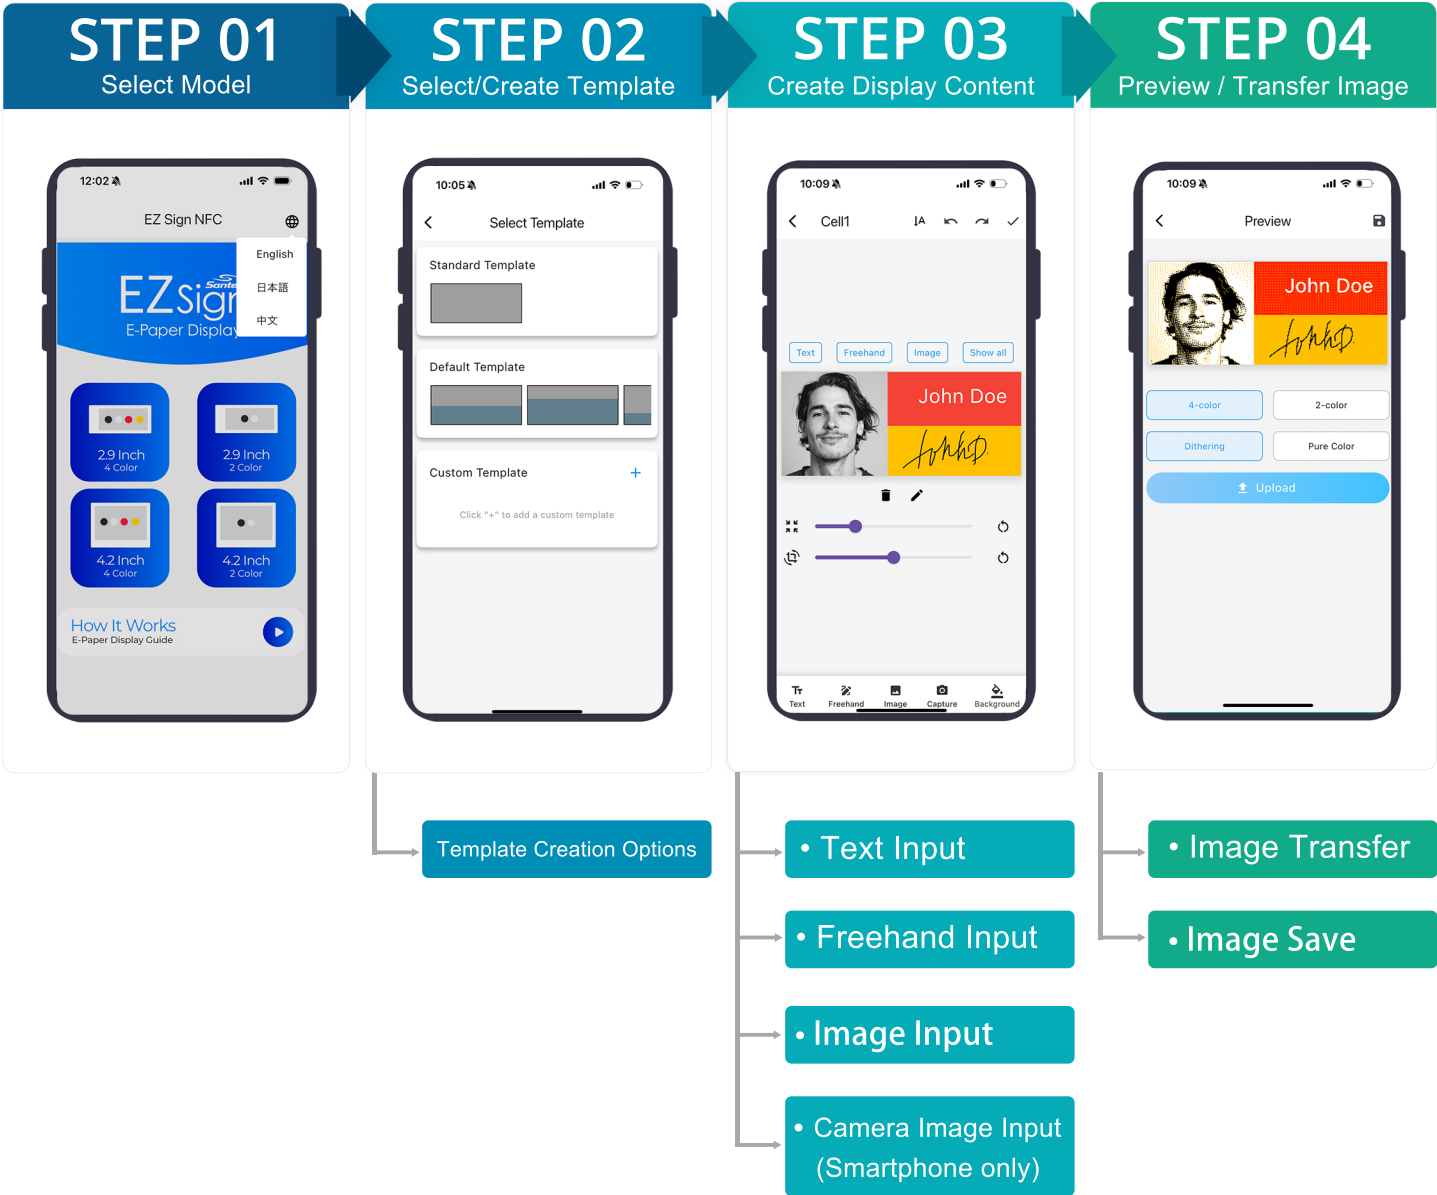 STEP 01
Select Model
STEP 02
Select/Create Template
STEP 03
Create Display Content
STEP 04
Preview / Transfer Image
12:02
EZ Sign NFC
English
日本語
中文
EZsign
Santek
E-Paper Display
2.9 Inch
4 Color
2.9 Inch
2 Color
4.2 Inch
4 Color
4.2 Inch
2 Color
How It Works
E-Paper Display Guide
10:05
Select Template
Standard Template
Default Template
Custom Template
+
Click "+" to add a custom template
10:09
Cell1
A
Text
Freehand
Image
Show all
John Doe
JohnD.
Text
Freehand
Image
Capture
Background
10:09
Preview
John Doe
JohnD.
4-color
2-color
Dithering
Pure Color
Upload
Template Creation Options
• Text Input
• Freehand Input
• Image Input
• Camera Image Input
(Smartphone only)
• Image Transfer
• Image Save